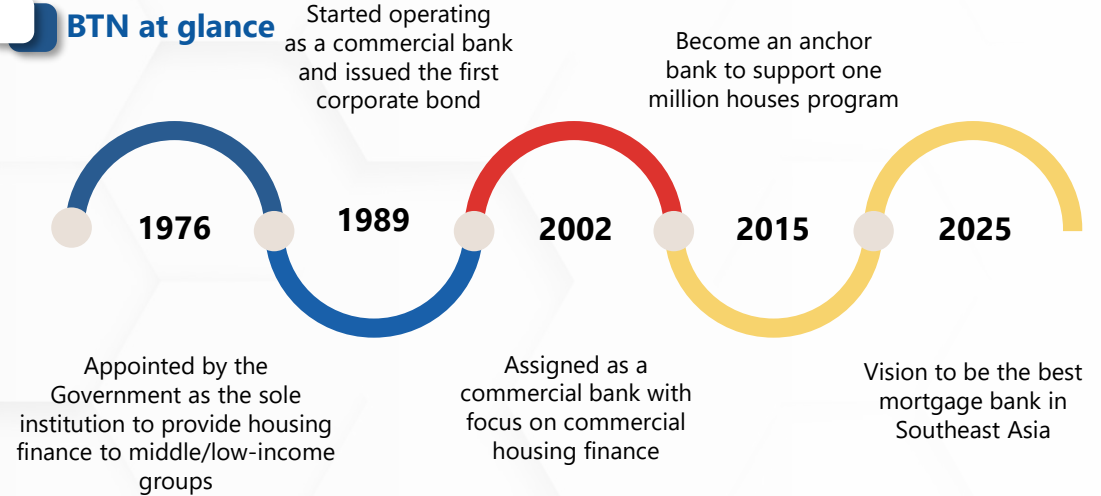 BTN at glance
Started operating
as a commercial bank
and issued the first
corporate bond
Become an anchor
bank to support one
million houses program
1976
1989
2002
2015
2025
Appointed by the
Government as the sole
institution to provide housing
finance to middle/low-income
groups
Assigned as a
commercial bank with
focus on commercial
housing finance
Vision to be the best
mortgage bank in
Southeast Asia